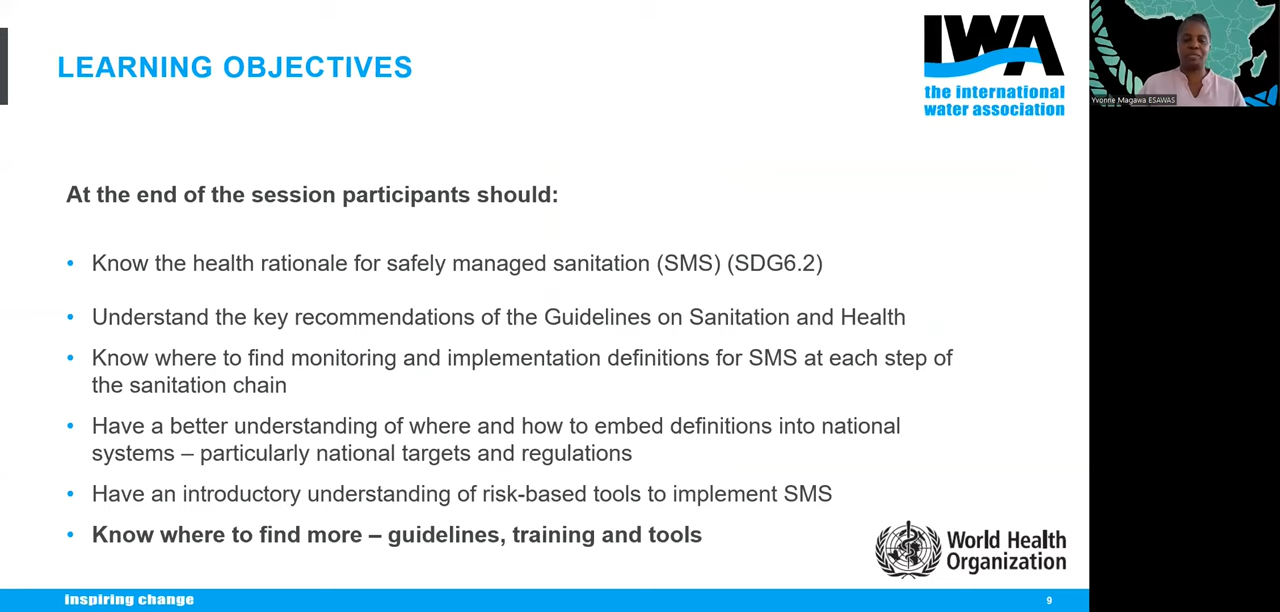 LEARNING OBJECTIVES
IWA
the international
water association
Yvonne Magawa ESAWAS
At the end of the session participants should:
• Know the health rationale for safely managed sanitation (SMS) (SDG6.2)
• Understand the key recommendations of the Guidelines on Sanitation and Health
• Know where to find monitoring and implementation definitions for SMS at each step of
the sanitation chain
• Have a better understanding of where and how to embed definitions into national
systems – particularly national targets and regulations
• Have an introductory understanding of risk-based tools to implement SMS
• Know where to find more – guidelines, training and tools
World Health
Organization
inspiring change
9